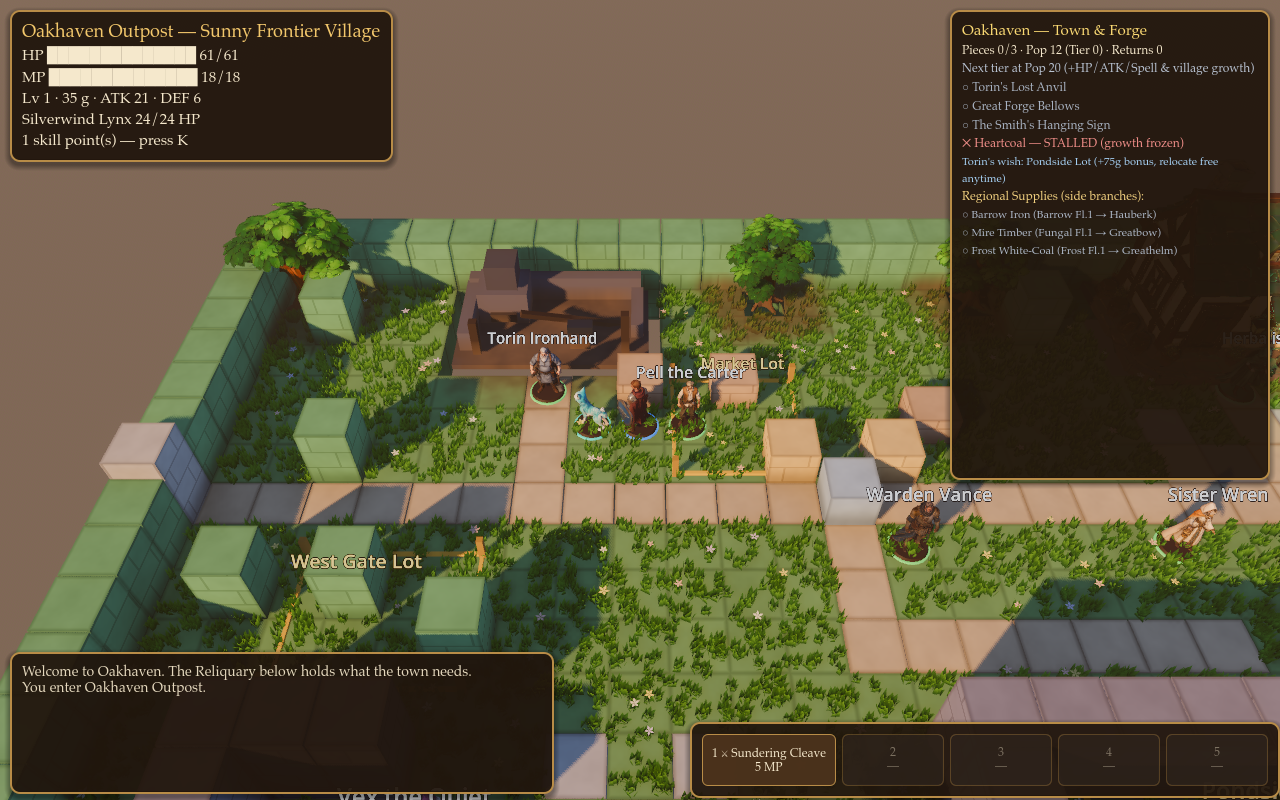 Oakhaven Outpost — Sunny Frontier Village
HP 61/61
MP 18/18
Lv 1 · 35 g · ATK 21 · DEF 6
Silverwind Lynx 24/24 HP
1 skill point(s) — press K
Oakhaven — Town & Forge
Pieces 0/3 · Pop 12 (Tier 0) · Returns 0
Next tier at Pop 20 (+HP/ATK/Spell & village growth)
○ Torin's Lost Anvil
○ Great Forge Bellows
○ The Smith's Hanging Sign
✕ Heartcoal — STALLED (growth frozen)
Torin's wish: Pondside Lot (+75g bonus, relocate free
anytime)
Regional Supplies (side branches):
○ Barrow Iron (Barrow Fl.1 → Hauberk)
○ Mire Timber (Fungal Fl.1 → Greatbow)
○ Frost White-Coal (Frost Fl.1 → Greathelm)
Torin Ironhand
Market Lot
Pell the Carter
Warden Vance
Sister Wren
West Gate Lot
Welcome to Oakhaven. The Reliquary below holds what the town needs.
You enter Oakhaven Outpost.
Vex the Quiet
1 ⚔ Sundering Cleave
5 MP
2
—
3
—
4
—
5
—